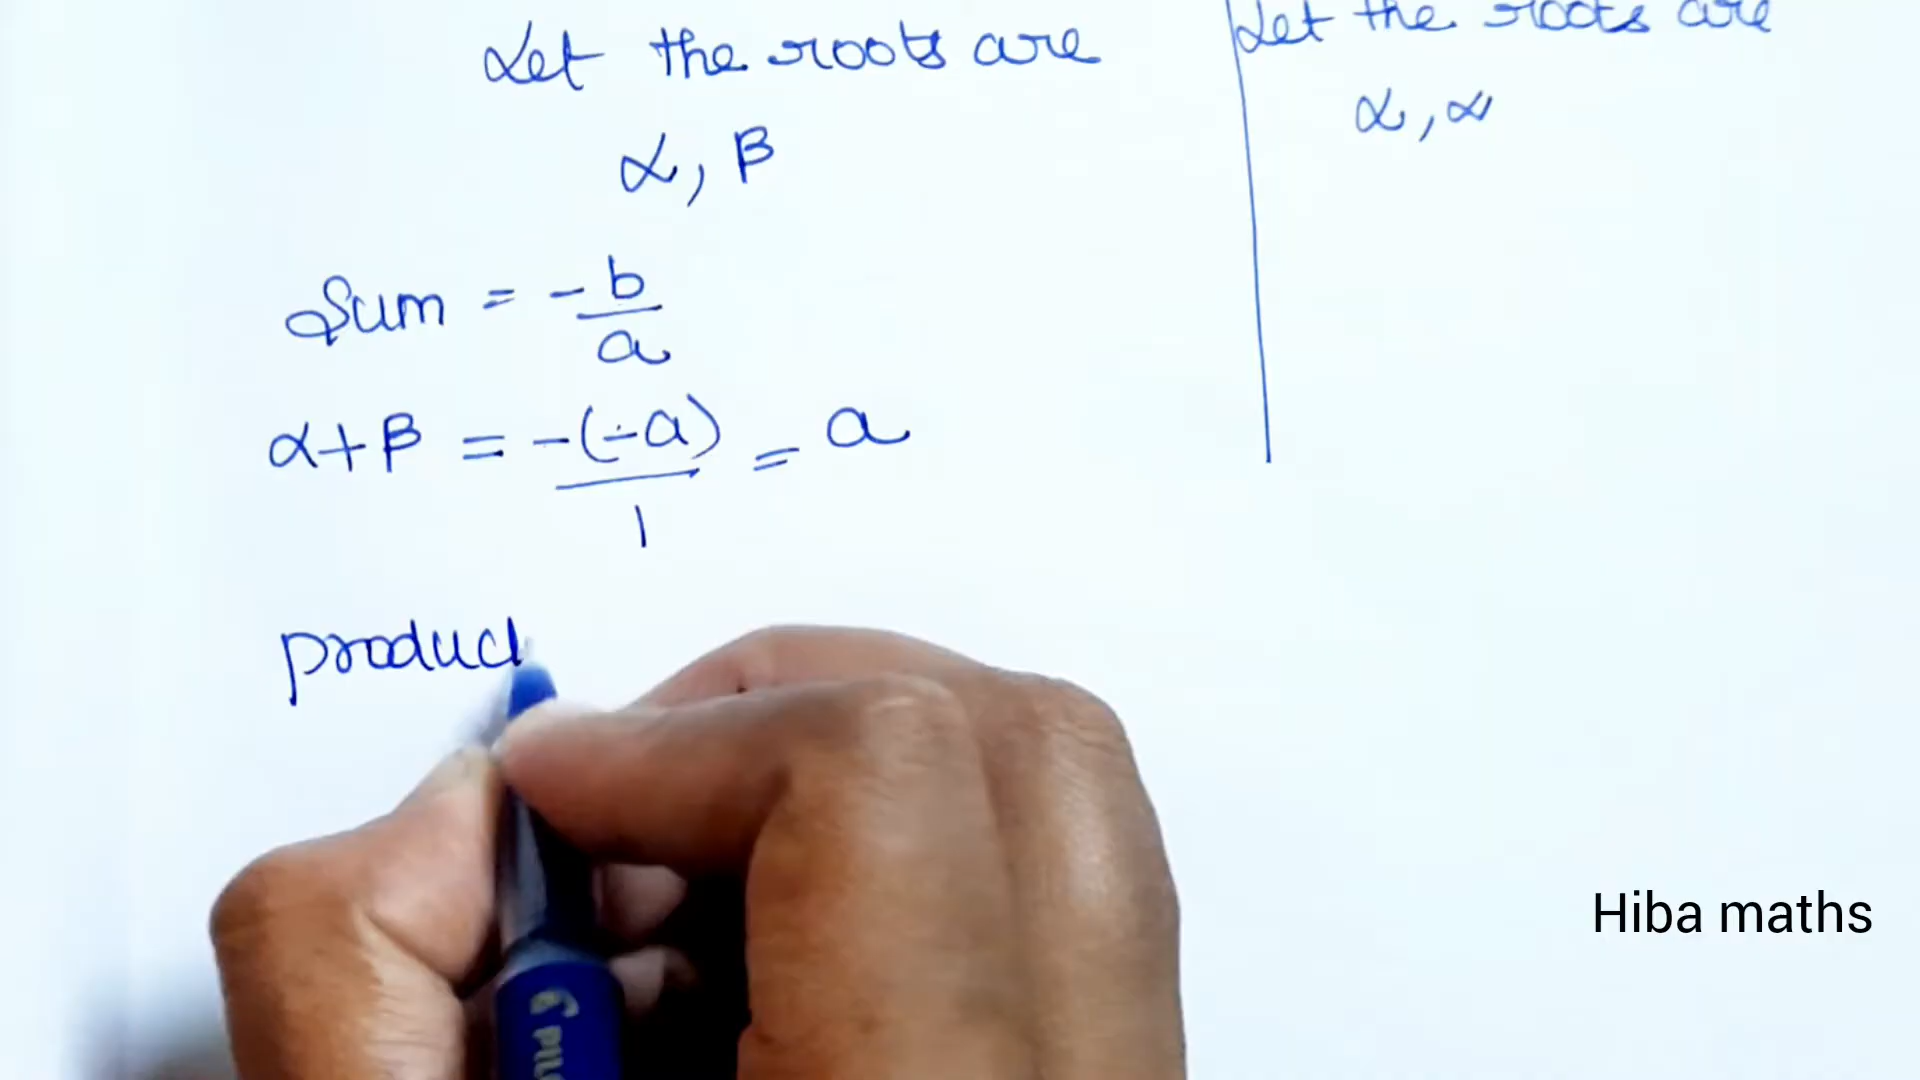 Let the roots are
α, β
Sum = -b/a
α+β = -(-a)/1 = a
product
Let the roots are
α, α
Hiba maths